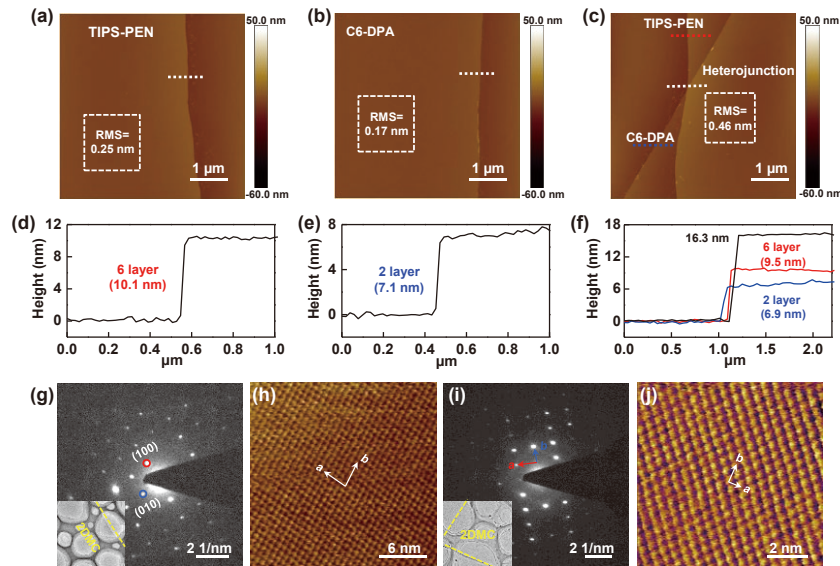 (a)
TIPS-PEN
RMS=
0.25 nm
1 μm
50.0 nm
-60.0 nm
(b)
C6-DPA
RMS=
0.17 nm
1 μm
50.0 nm
-60.0 nm
(c)
TIPS-PEN
Heterojunction
C6-DPA
RMS=
0.46 nm
1 μm
50.0 nm
-60.0 nm
(d)
Height (nm)
12
8
4
0
6 layer
(10.1 nm)
0.0 0.2 0.4 0.6 0.8 1.0
μm
(e)
Height (nm)
8
4
0
2 layer
(7.1 nm)
0.0 0.2 0.4 0.6 0.8 1.0
μm
(f)
Height (nm)
18
12
6
0
16.3 nm
6 layer
(9.5 nm)
2 layer
(6.9 nm)
0.0 0.5 1.0 1.5 2.0
μm
(g)
(100)
(010)
2DMC
2 1/nm
(h)
a
b
6 nm
(i)
2DMC
2 1/nm
(j)
b
a
2 nm